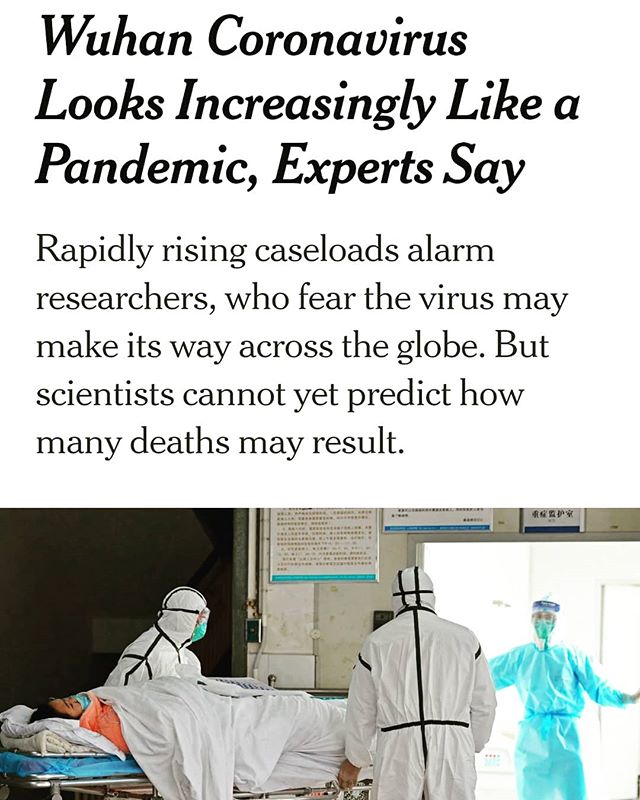 Wuhan Coronavirus
Looks Increasingly Like a
Pandemic, Experts Say
Rapidly rising caseloads alarm
researchers, who fear the virus may
make its way across the globe. But
scientists cannot yet predict how
many deaths may result.
重症监护室